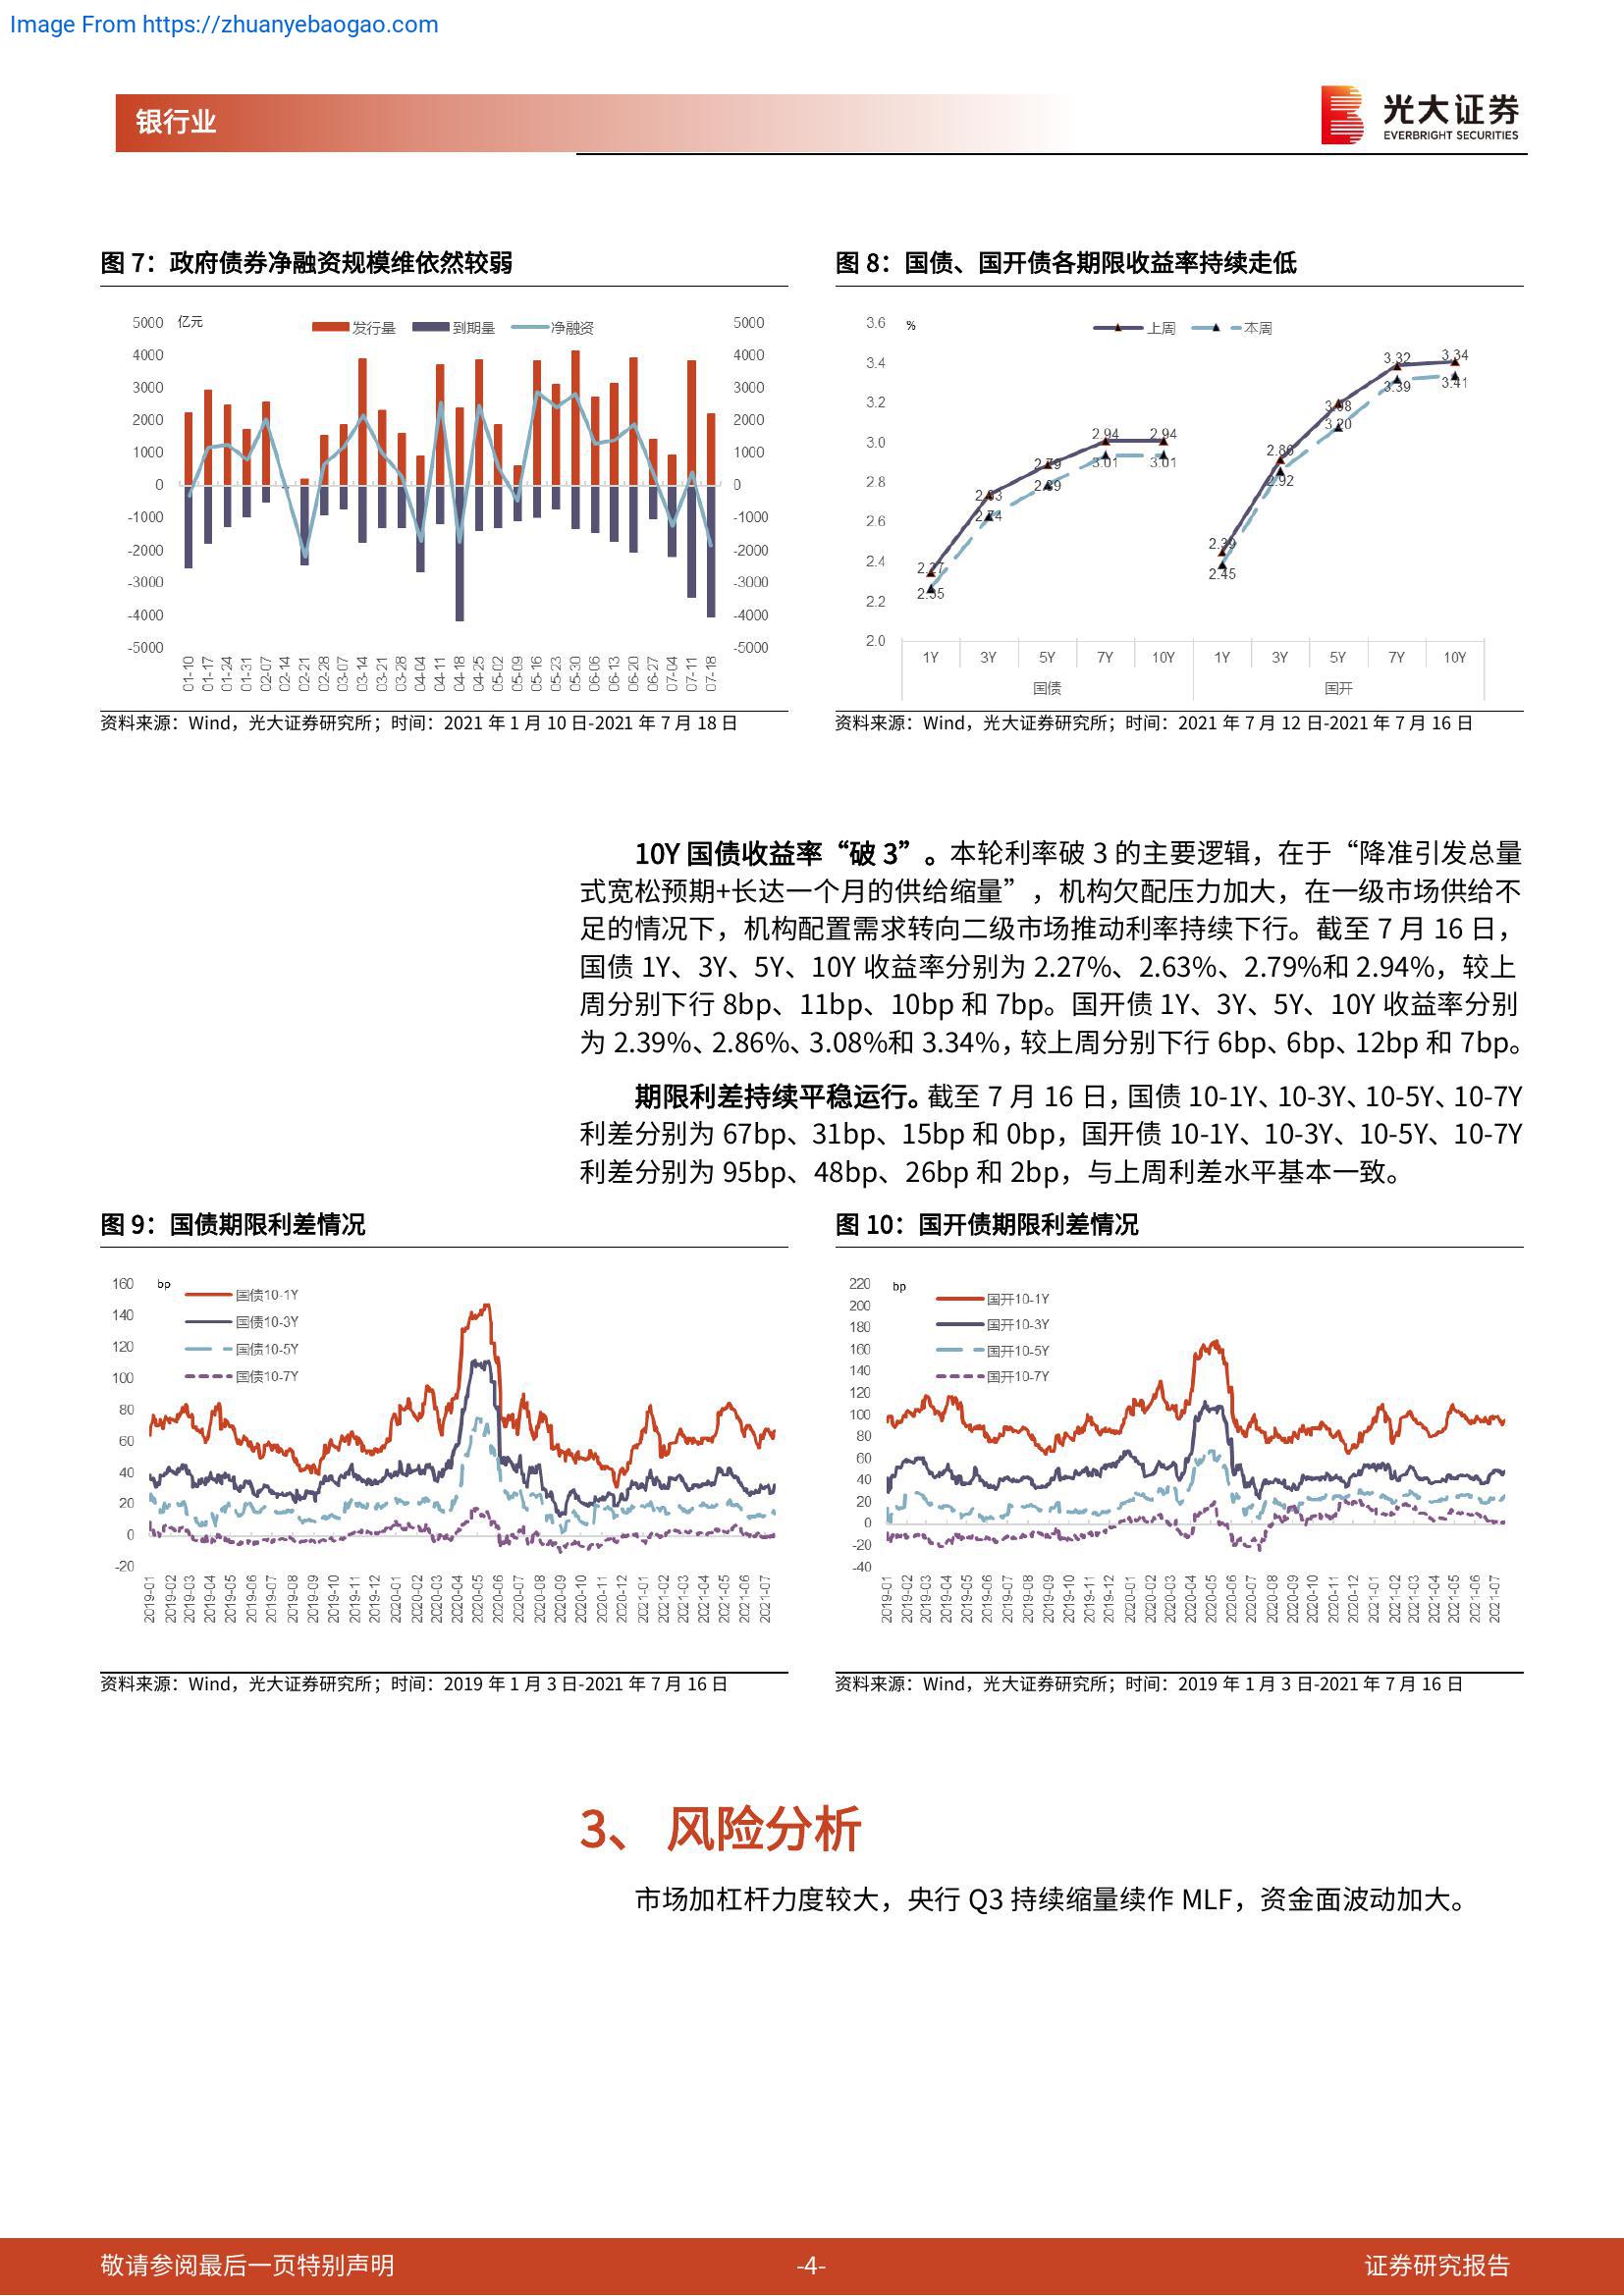 Image From https://zhuanyebaogao.com
银行业
光大证券
EVERBRIGHT SECURITIES
图 7：政府债券净融资规模维依然较弱
亿元
发行量 到期量 净融资
5000 5000
4000 4000
3000 3000
2000 2000
1000 1000
0 0
-1000 -1000
-2000 -2000
-3000 -3000
-4000 -4000
-5000 -5000
01-10 01-17 01-24 01-31 02-07 02-14 02-21 02-28 03-07 03-14 03-21 03-28 04-04 04-11 04-18 04-25 05-02 05-09 05-16 05-23 05-30 06-06 06-13 06-20 06-27 07-04 07-11 07-18
资料来源：Wind，光大证券研究所；时间：2021 年 1 月 10 日-2021 年 7 月 18 日
图 8：国债、国开债各期限收益率持续走低
%
上周 本周
3.6
3.4
3.2
3.0
2.8
2.6
2.4
2.2
2.0
2.27 2.63 2.79 2.94 2.94 2.39 2.86 3.08 3.32 3.34
2.35 2.74 2.89 3.01 3.01 2.45 2.92 3.20 3.39 3.41
1Y 3Y 5Y 7Y 10Y 1Y 3Y 5Y 7Y 10Y
国债 国开
资料来源：Wind，光大证券研究所；时间：2021 年 7 月 12 日-2021 年 7 月 16 日
10Y 国债收益率“破 3”。本轮利率破 3 的主要逻辑，在于“降准引发总量
式宽松预期+长达一个月的供给缩量”，机构欠配压力加大，在一级市场供给不
足的情况下，机构配置需求转向二级市场推动利率持续下行。截至 7 月 16 日，
国债 1Y、3Y、5Y、10Y 收益率分别为 2.27%、2.63%、2.79%和 2.94%，较上
周分别下行 8bp、11bp、10bp 和 7bp。国开债 1Y、3Y、5Y、10Y 收益率分别
为 2.39%、2.86%、3.08%和 3.34%，较上周分别下行 6bp、6bp、12bp 和 7bp。
期限利差持续平稳运行。截至 7 月 16 日，国债 10-1Y、10-3Y、10-5Y、10-7Y
利差分别为 67bp、31bp、15bp 和 0bp，国开债 10-1Y、10-3Y、10-5Y、10-7Y
利差分别为 95bp、48bp、26bp 和 2bp，与上周利差水平基本一致。
图 9：国债期限利差情况
bp
国债10-1Y
国债10-3Y
国债10-5Y
国债10-7Y
160
140
120
100
80
60
40
20
0
-20
2019-01 2019-02 2019-03 2019-04 2019-05 2019-06 2019-07 2019-08 2019-09 2019-10 2019-11 2019-12 2020-01 2020-02 2020-03 2020-04 2020-05 2020-06 2020-07 2020-08 2020-09 2020-10 2020-11 2020-12 2021-01 2021-02 2021-03 2021-04 2021-05 2021-06 2021-07
资料来源：Wind，光大证券研究所；时间：2019 年 1 月 3 日-2021 年 7 月 16 日
图 10：国开债期限利差情况
bp
国开10-1Y
国开10-3Y
国开10-5Y
国开10-7Y
220
200
180
160
140
120
100
80
60
40
20
0
-20
-40
2019-01 2019-02 2019-03 2019-04 2019-05 2019-06 2019-07 2019-08 2019-09 2019-10 2019-11 2019-12 2020-01 2020-02 2020-03 2020-04 2020-05 2020-06 2020-07 2020-08 2020-09 2020-10 2020-11 2020-12 2021-01 2021-02 2021-03 2021-04 2021-05 2021-06 2021-07
资料来源：Wind，光大证券研究所；时间：2019 年 1 月 3 日-2021 年 7 月 16 日
3、 风险分析
市场加杠杆力度较大，央行 Q3 持续缩量续作 MLF，资金面波动加大。
敬请参阅最后一页特别声明
-4-
证券研究报告